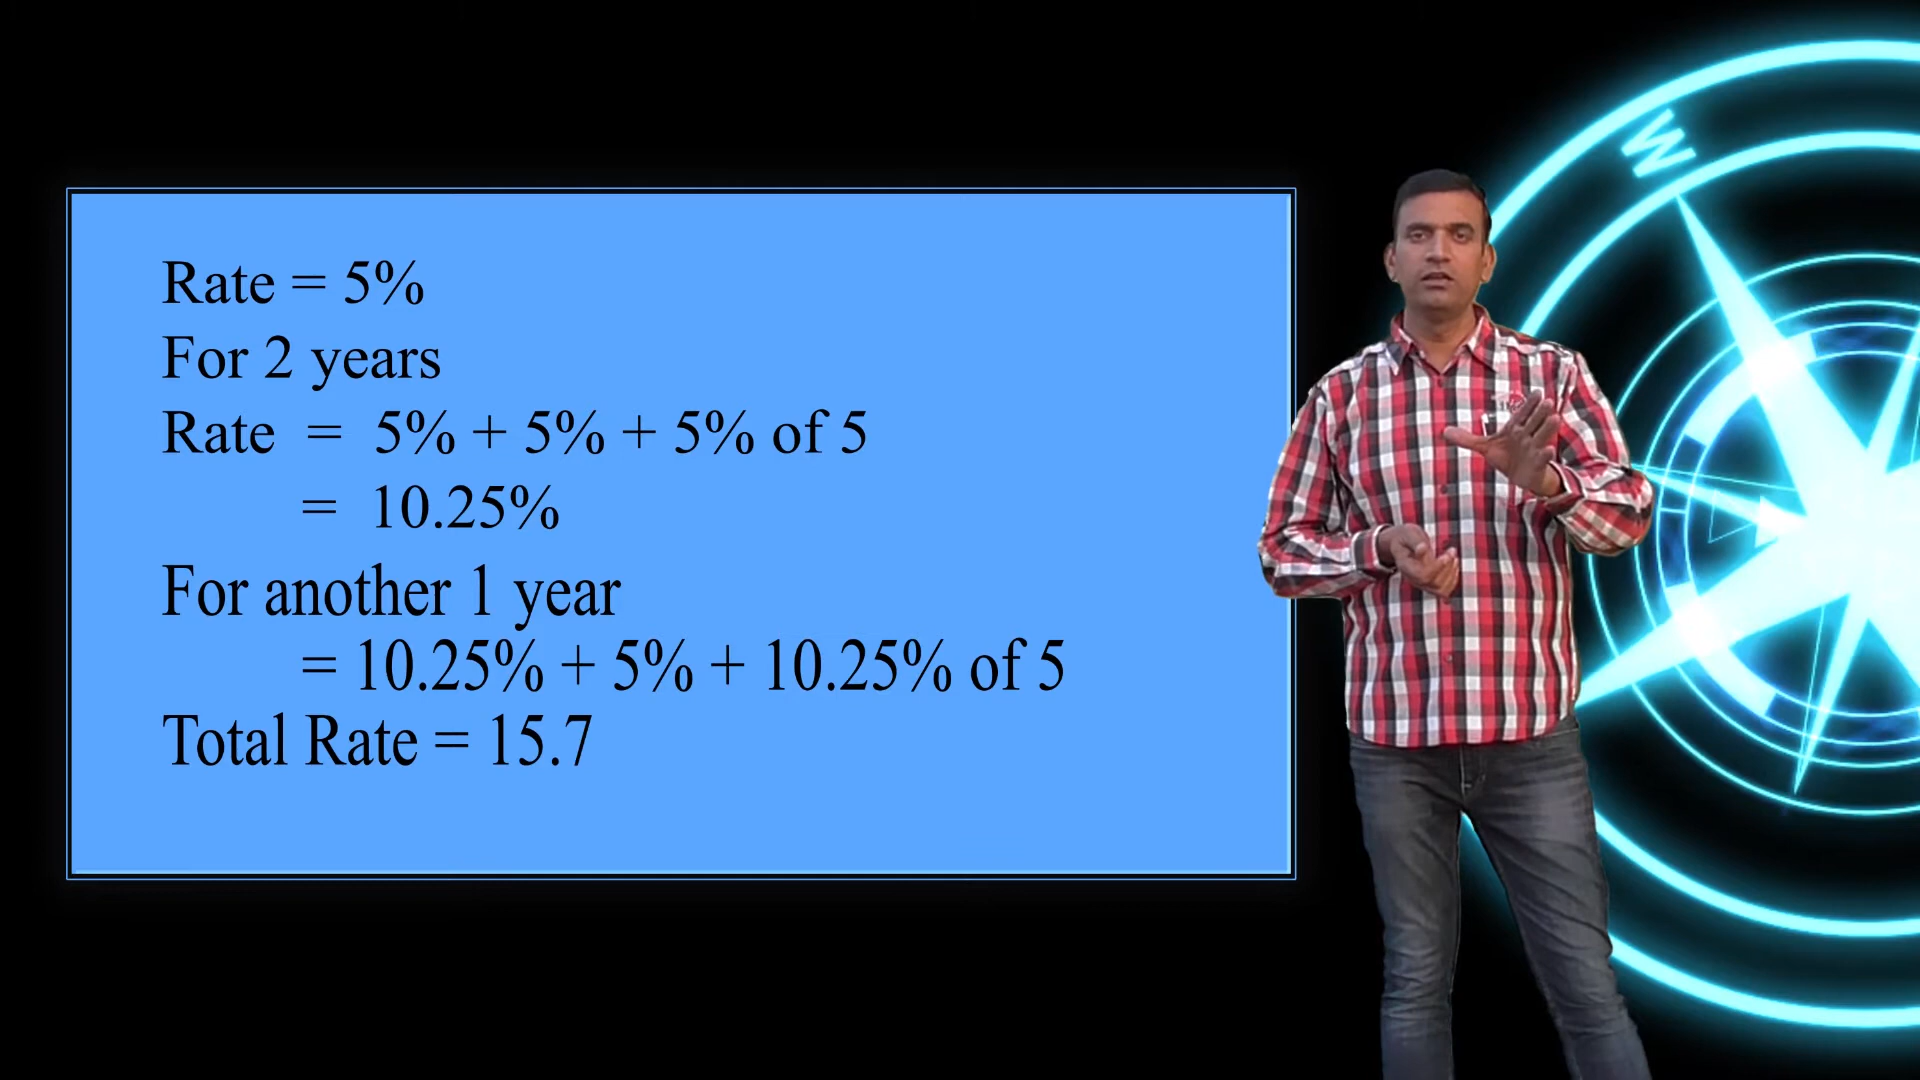 W
Rate = 5%
For 2 years
Rate = 5% + 5% + 5% of 5
= 10.25%
For another 1 year
= 10.25% + 5% + 10.25% of 5
Total Rate = 15.7